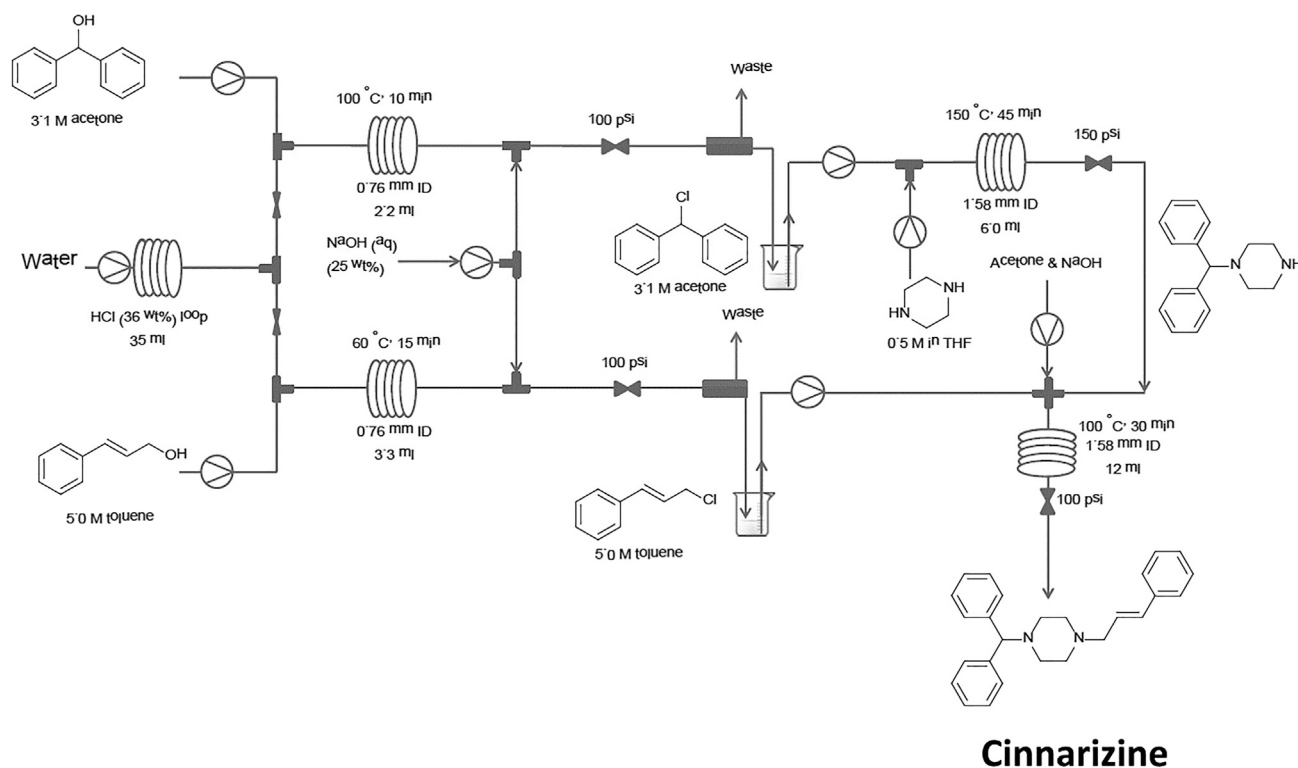 OH
3.1 M acetone
100 °C, 10 min
0.76 mm ID
2.2 ml
100 psi
Waste
150 °C, 45 min
150 psi
1.58 mm ID
6.0 ml
Water
HCl (36 wt%) loop
35 ml
NaOH (aq)
(25 wt%)
Cl
3.1 M acetone
NH
HN
0.5 M in THF
Acetone & NaOH
N
NH
60 °C, 15 min
0.76 mm ID
3.3 ml
100 psi
Waste
OH
5.0 M toluene
Cl
5.0 M toluene
100 °C, 30 min
1.58 mm ID
12 ml
100 psi
N
N
Cinnarizine